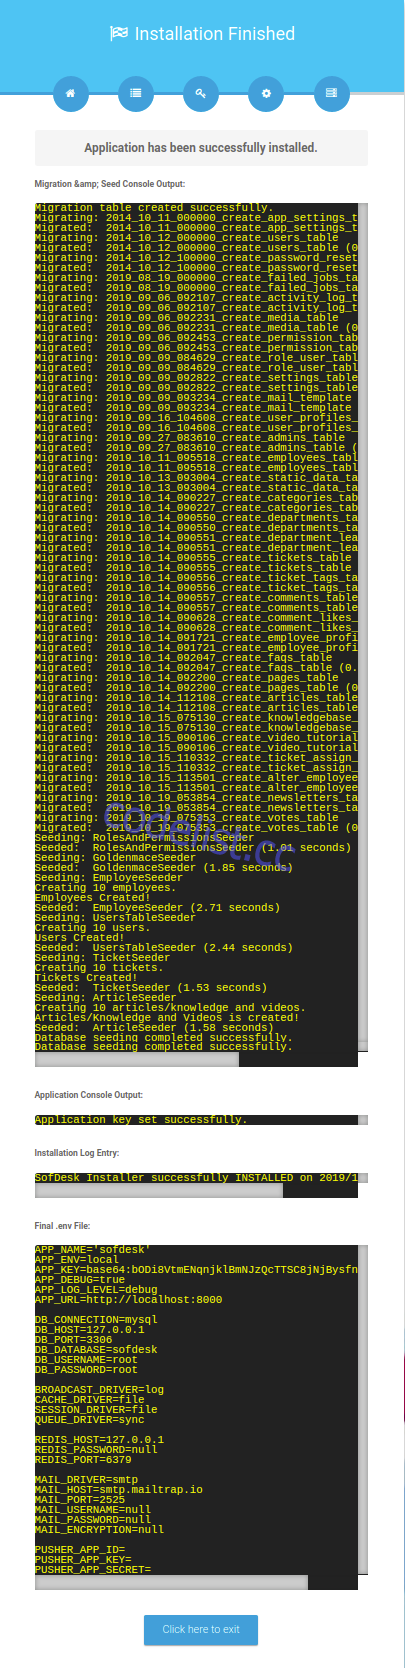 Installation Finished
Application has been successfully installed.
Migration &amp; Seed Console Output:
Migration table created successfully.
Migrating: 2014_10_11_000000_create_app_settings_t
Migrated: 2014_10_11_000000_create_app_settings_t
Migrating: 2014_10_12_000000_create_users_table
Migrated: 2014_10_12_000000_create_users_table (0
Migrating: 2014_10_12_100000_create_password_reset
Migrated: 2014_10_12_100000_create_password_reset
Migrating: 2019_08_19_000000_create_failed_jobs_ta
Migrated: 2019_08_19_000000_create_failed_jobs_ta
Migrating: 2019_09_06_092107_create_activity_log_t
Migrated: 2019_09_06_092107_create_activity_log_t
Migrating: 2019_09_06_092231_create_media_table
Migrated: 2019_09_06_092231_create_media_table (0
Migrating: 2019_09_06_092453_create_permission_tab
Migrated: 2019_09_06_092453_create_permission_tab
Migrating: 2019_09_09_084629_create_role_user_tabl
Migrated: 2019_09_09_084629_create_role_user_tabl
Migrating: 2019_09_09_092822_create_settings_table
Migrated: 2019_09_09_092822_create_settings_table
Migrating: 2019_09_09_093234_create_mail_template
Migrated: 2019_09_09_093234_create_mail_template
Migrating: 2019_09_16_104608_create_user_profiles_
Migrated: 2019_09_16_104608_create_user_profiles_
Migrating: 2019_09_27_083610_create_admins_table
Migrated: 2019_09_27_083610_create_admins_table (
Migrating: 2019_10_11_095518_create_employees_tabl
Migrated: 2019_10_11_095518_create_employees_tabl
Migrating: 2019_10_13_093004_create_static_data_ta
Migrated: 2019_10_13_093004_create_static_data_ta
Migrating: 2019_10_14_090227_create_categories_tab
Migrated: 2019_10_14_090227_create_categories_tab
Migrating: 2019_10_14_090550_create_departments_ta
Migrated: 2019_10_14_090550_create_departments_ta
Migrating: 2019_10_14_090551_create_department_lea
Migrated: 2019_10_14_090551_create_department_lea
Migrating: 2019_10_14_090555_create_tickets_table
Migrated: 2019_10_14_090555_create_tickets_table
Migrating: 2019_10_14_090556_create_ticket_tags_ta
Migrated: 2019_10_14_090556_create_ticket_tags_ta
Migrating: 2019_10_14_090557_create_comments_table
Migrated: 2019_10_14_090557_create_comments_table
Migrating: 2019_10_14_090628_create_comment_likes_
Migrated: 2019_10_14_090628_create_comment_likes_
Migrating: 2019_10_14_091721_create_employee_profi
Migrated: 2019_10_14_091721_create_employee_profi
Migrating: 2019_10_14_092047_create_faqs_table
Migrated: 2019_10_14_092047_create_faqs_table (0.
Migrating: 2019_10_14_092200_create_pages_table
Migrated: 2019_10_14_092200_create_pages_table (0
Migrating: 2019_10_14_112108_create_articles_table
Migrated: 2019_10_14_112108_create_articles_table
Migrating: 2019_10_15_075130_create_knowledgebase_
Migrated: 2019_10_15_075130_create_knowledgebase_
Migrating: 2019_10_15_090106_create_video_tutorial
Migrated: 2019_10_15_090106_create_video_tutorial
Migrating: 2019_10_15_110332_create_ticket_assign_
Migrated: 2019_10_15_110332_create_ticket_assign_
Migrating: 2019_10_15_113501_create_alter_employee
Migrated: 2019_10_15_113501_create_alter_employee
Migrating: 2019_10_19_053854_create_newsletters_ta
Migrated: 2019_10_19_053854_create_newsletters_ta
Migrating: 2019_10_19_075353_create_votes_table
Migrated: 2019_10_19_075353_create_votes_table (0
Seeding: RolesAndPermissionsSeeder
Seeded: RolesAndPermissionsSeeder (1.01 seconds)
Seeding: GoldenmaceSeeder
Seeded: GoldenmaceSeeder (1.85 seconds)
Seeding: EmployeeSeeder
Creating 10 employees.
Employees Created!
Seeded: EmployeeSeeder (2.71 seconds)
Seeding: UsersTableSeeder
Creating 10 users.
Users Created!
Seeded: UsersTableSeeder (2.44 seconds)
Seeding: TicketSeeder
Creating 10 tickets.
Tickets Created!
Seeded: TicketSeeder (1.53 seconds)
Seeding: ArticleSeeder
Creating 10 articles/knowledge and videos.
Articles/Knowledge and Videos is created!
Seeded: ArticleSeeder (1.58 seconds)
Database seeding completed successfully.
Database seeding completed successfully.
Application Console Output:
Application key set successfully.
Installation Log Entry:
SofDesk Installer successfully INSTALLED on 2019/1
Final .env File:
APP_NAME='sofdesk'
APP_ENV=local
APP_KEY=base64:bODi8VtmENqnjklBmNJzQcTTSC8jNjBysfn
APP_DEBUG=true
APP_LOG_LEVEL=debug
APP_URL=http://localhost:8000
DB_CONNECTION=mysql
DB_HOST=127.0.0.1
DB_PORT=3306
DB_DATABASE=sofdesk
DB_USERNAME=root
DB_PASSWORD=root
BROADCAST_DRIVER=log
CACHE_DRIVER=file
SESSION_DRIVER=file
QUEUE_DRIVER=sync
REDIS_HOST=127.0.0.1
REDIS_PASSWORD=null
REDIS_PORT=6379
MAIL_DRIVER=smtp
MAIL_HOST=smtp.mailtrap.io
MAIL_PORT=2525
MAIL_USERNAME=null
MAIL_PASSWORD=null
MAIL_ENCRYPTION=null
PUSHER_APP_ID=
PUSHER_APP_KEY=
PUSHER_APP_SECRET=
Click here to exit